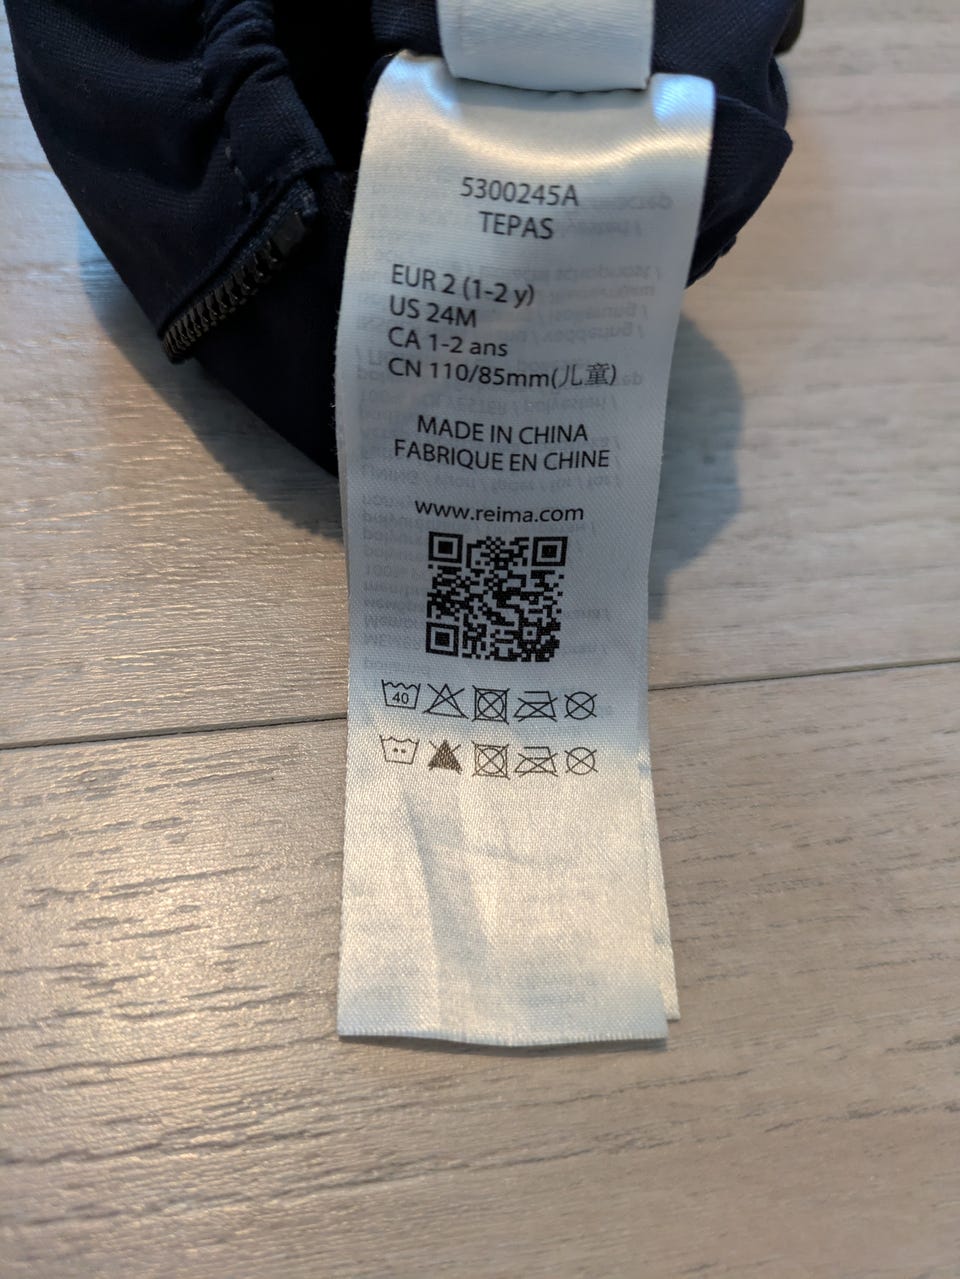 5300245A
TEPAS
EUR 2 (1-2 y)
US 24M
CA 1-2 ans
CN 110/85mm(儿童)
MADE IN CHINA
FABRIQUE EN CHINE
www.reima.com
40